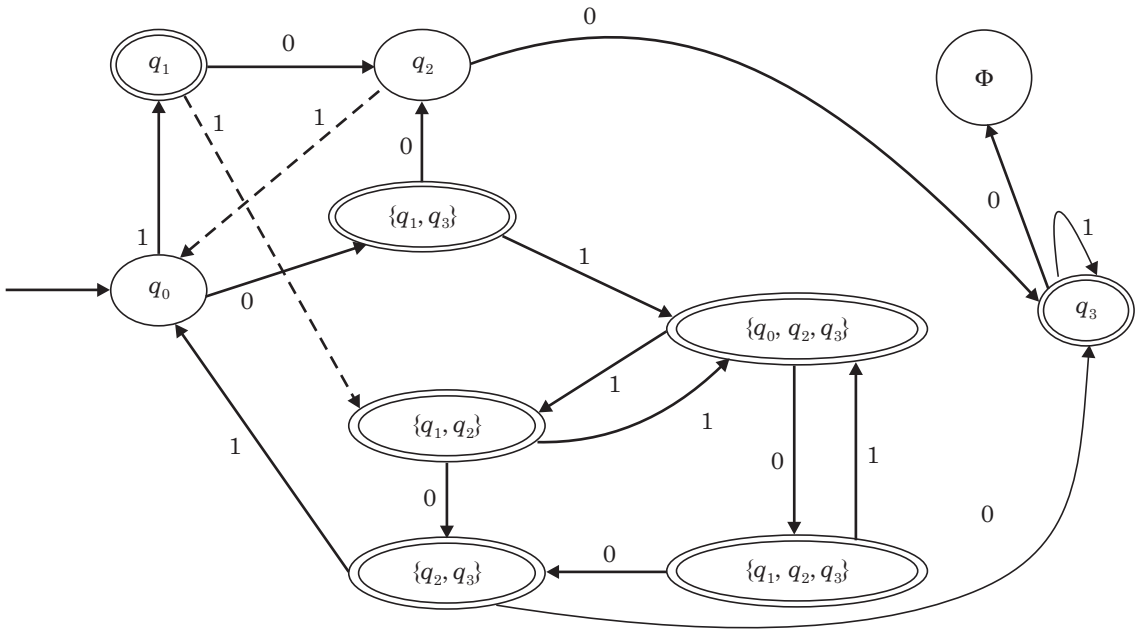 0
q₁
0
q₂
Φ
1
1
0
0
{q₁, q₃}
1
1
1
q₀
0
{q₀, q₂, q₃}
q₃
1
{q₁, q₂}
1
1
0
0
1
0
0
{q₂, q₃}
{q₁, q₂, q₃}